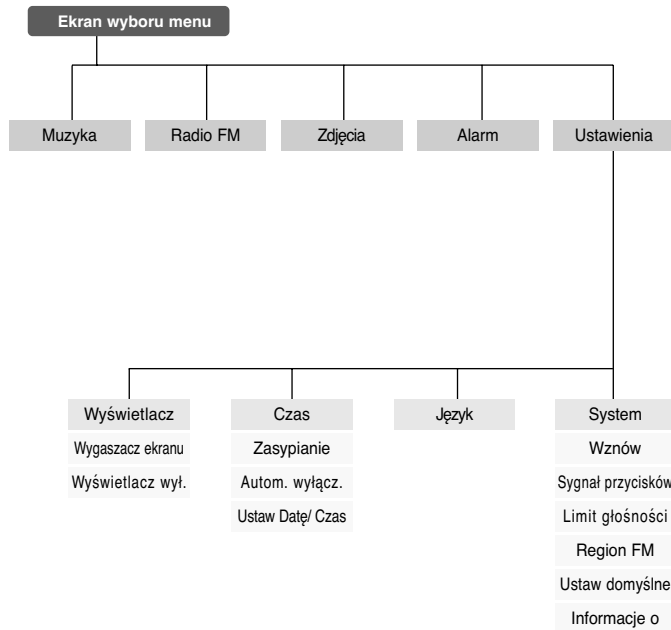 Ekran wyboru menu
Muzyka
Radio FM
Zdjęcia
Alarm
Ustawienia
Wyświetlacz
Wygaszacz ekranu
Wyświetlacz wył.
Czas
Zasypianie
Autom. wyłącz.
Ustaw Datę/ Czas
Język
System
Wznów
Sygnał przycisków
Limit głośności
Region FM
Ustaw domyślne
Informacje o